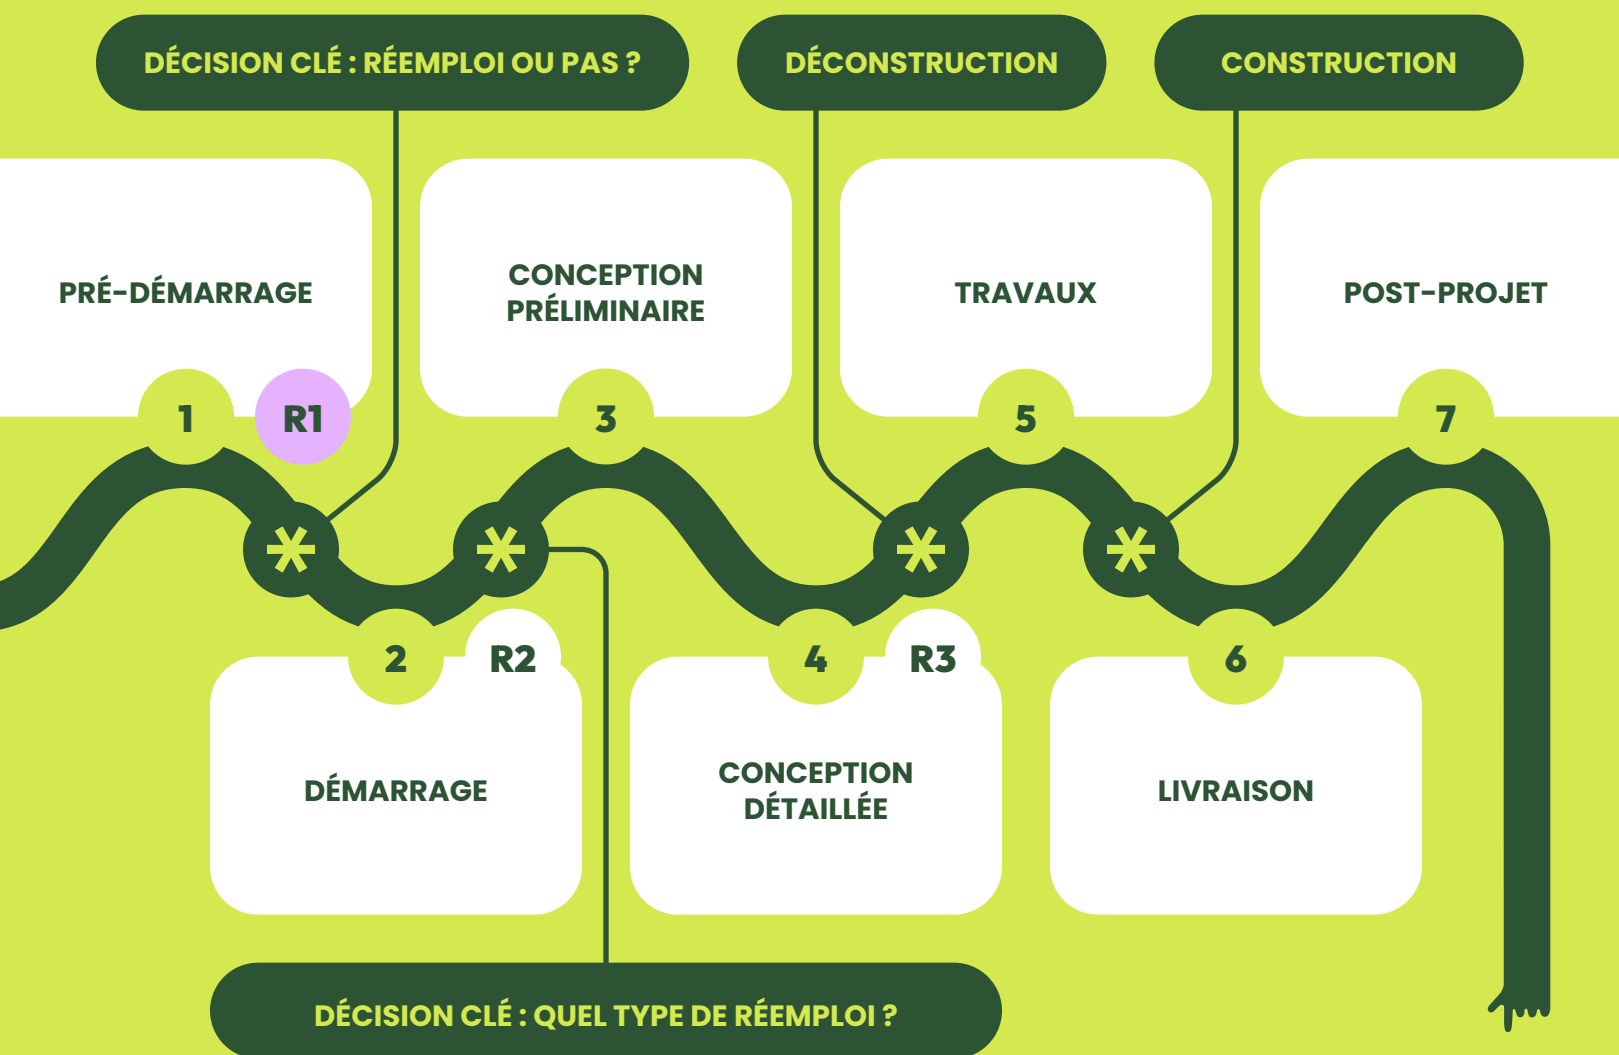 DÉCISION CLÉ : RÉEMPLOI OU PAS ?
DÉCONSTRUCTION
CONSTRUCTION
PRÉ-DÉMARRAGE
CONCEPTION
PRÉLIMINAIRE
TRAVAUX
POST-PROJET
1
R1
3
5
7
2
R2
4
R3
6
DÉMARRAGE
CONCEPTION
DÉTAILLÉE
LIVRAISON
DÉCISION CLÉ : QUEL TYPE DE RÉEMPLOI ?